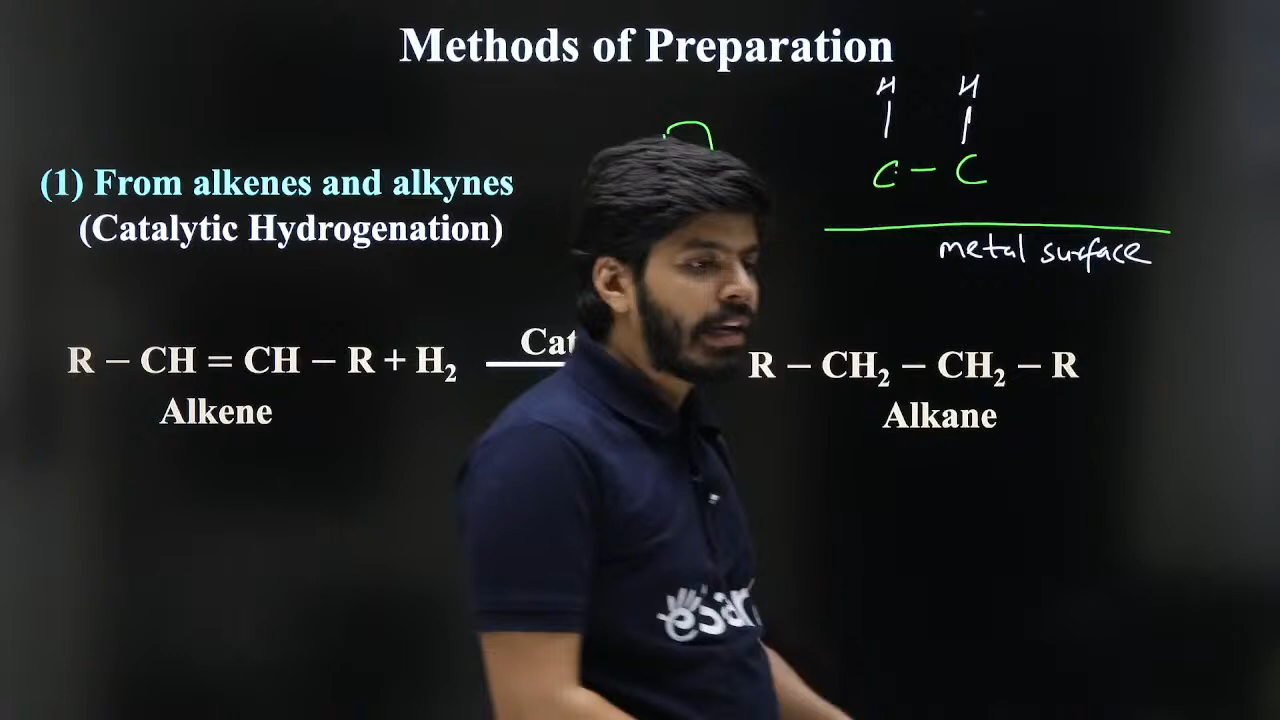 Methods of Preparation
H H
C – C
metal surface
(1) From alkenes and alkynes
(Catalytic Hydrogenation)
R – CH = CH – R + H₂
R – CH₂ – CH₂ – R
Alkene
Alkane